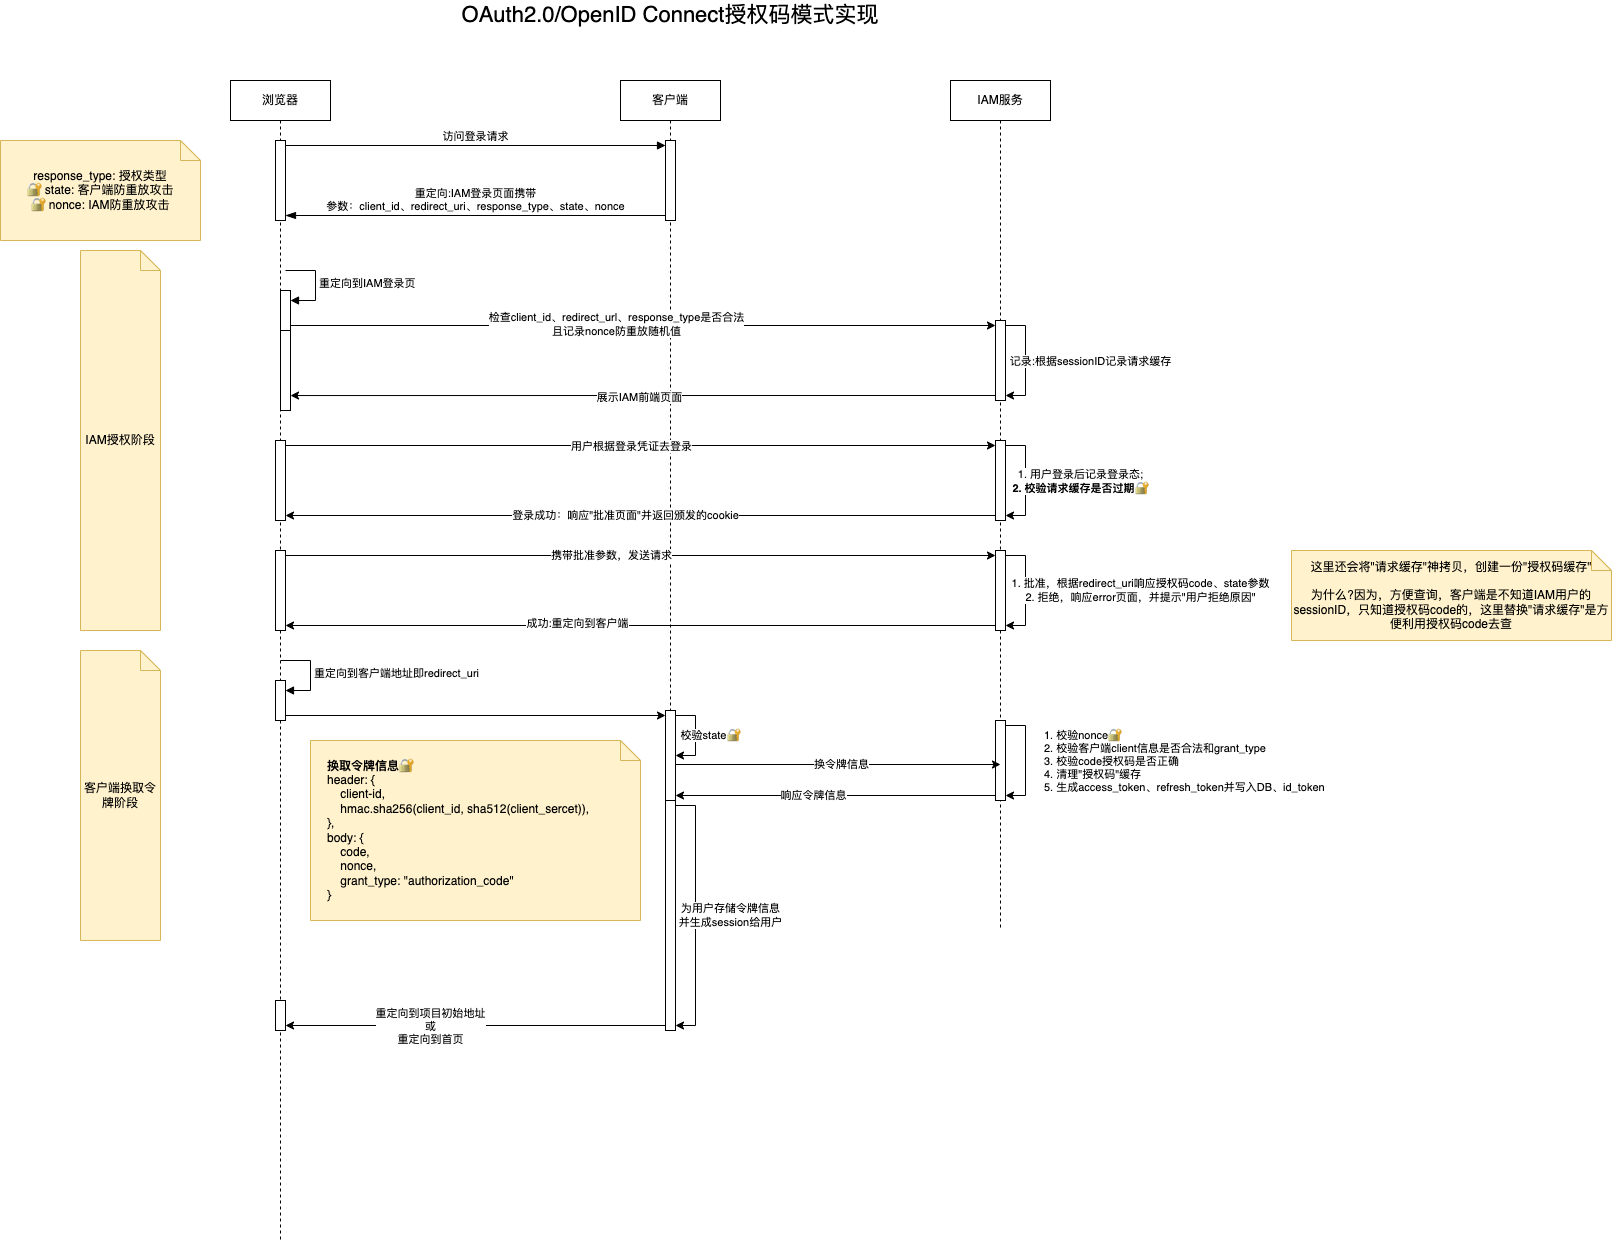 OAuth2.0/OpenID Connect授权码模式实现
浏览器
客户端
IAM服务
访问登录请求
response_type: 授权类型
🔐 state: 客户端防重放攻击
🔐 nonce: IAM防重放攻击
重定向:IAM登录页面携带
参数：client_id、redirect_uri、response_type、state、nonce
IAM授权阶段
重定向到IAM登录页
检查client_id、redirect_url、response_type是否合法
且记录nonce防重放随机值
记录:根据sessionID记录请求缓存
展示IAM前端页面
用户根据登录凭证去登录
1. 用户登录后记录登录态;
2. 校验请求缓存是否过期🔐
登录成功：响应"批准页面"并返回颁发的cookie
携带批准参数，发送请求
1. 批准，根据redirect_uri响应授权码code、state参数
2. 拒绝，响应error页面，并提示"用户拒绝原因"
这里还会将"请求缓存"神拷贝，创建一份"授权码缓存"
为什么?因为，方便查询，客户端是不知道IAM用户的
sessionID，只知道授权码code的，这里替换"请求缓存"是方
便利用授权码code去查
成功:重定向到客户端
客户端换取令
牌阶段
重定向到客户端地址即redirect_uri
校验state🔐
换令牌信息
响应令牌信息
1. 校验nonce🔐
2. 校验客户端client信息是否合法和grant_type
3. 校验code授权码是否正确
4. 清理"授权码"缓存
5. 生成access_token、refresh_token并写入DB、id_token
换取令牌信息🔐
header: {
client-id,
hmac.sha256(client_id, sha512(client_sercet)),
},
body: {
code,
nonce,
grant_type: "authorization_code"
}
为用户存储令牌信息
并生成session给用户
重定向到项目初始地址
或
重定向到首页